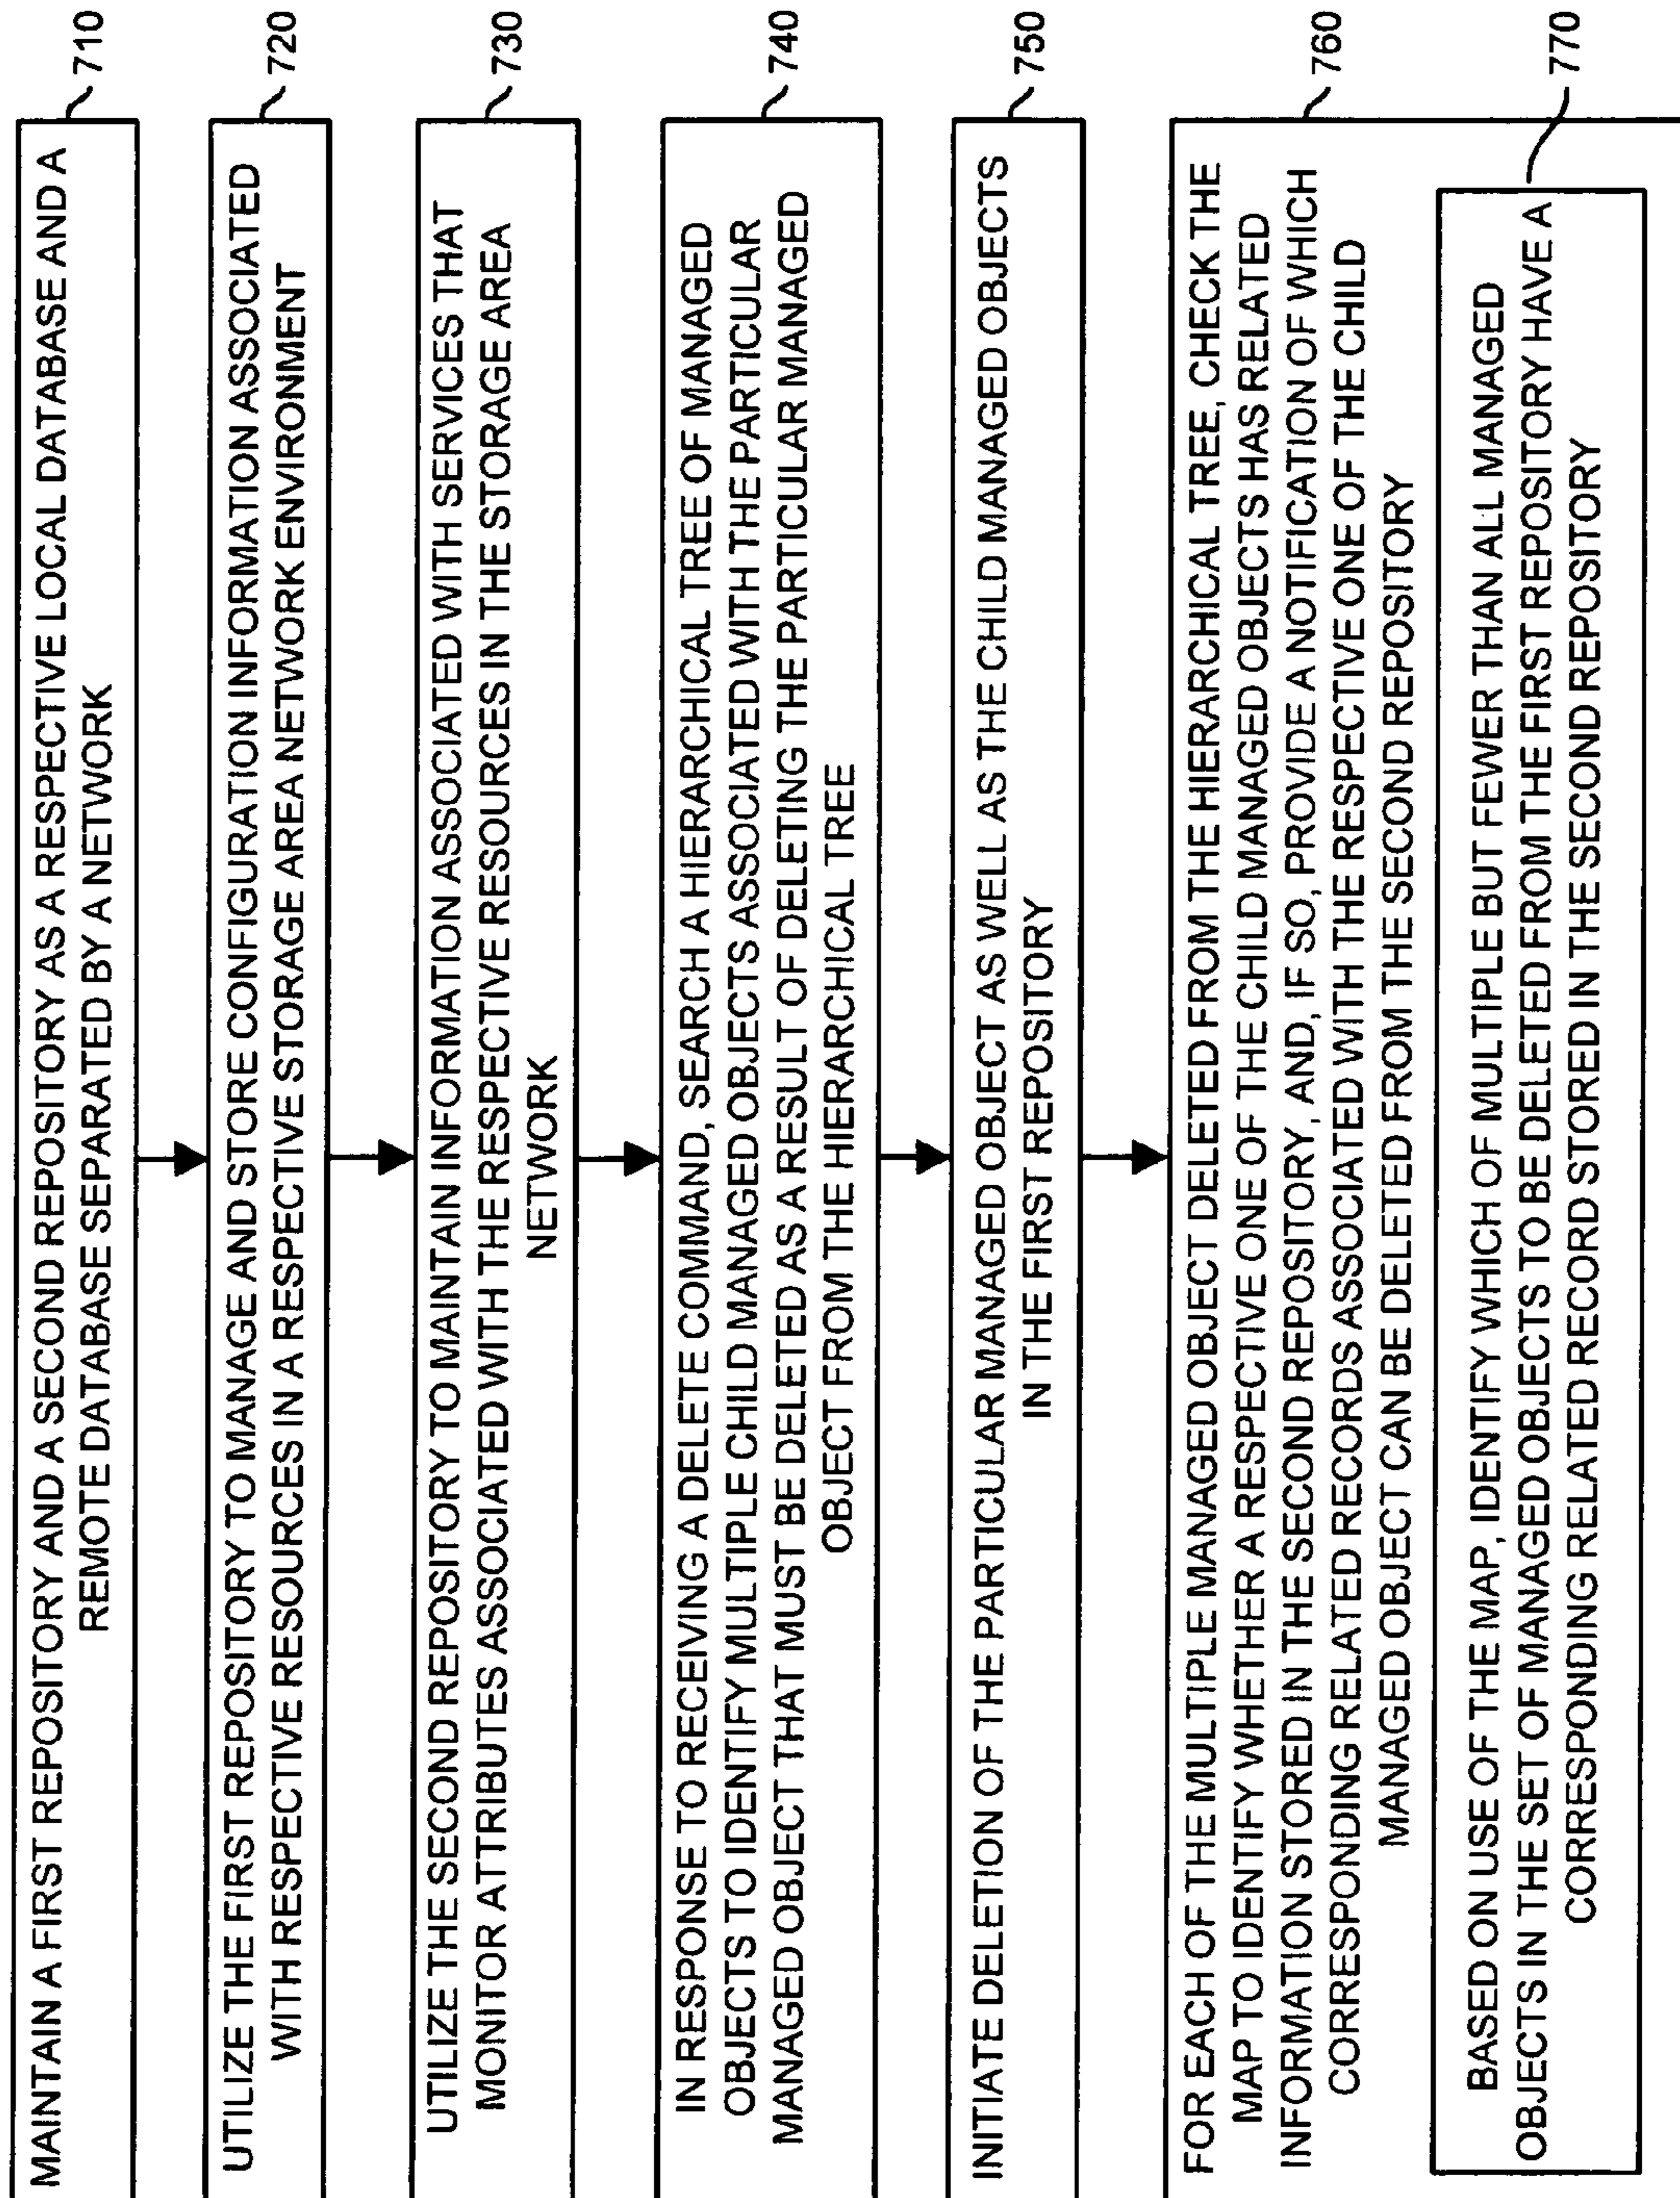 MAINTAIN A FIRST REPOSITORY AND A SECOND REPOSITORY AS A RESPECTIVE LOCAL DATABASE AND A
REMOTE DATABASE SEPARATED BY A NETWORK
710
UTILIZE THE FIRST REPOSITORY TO MANAGE AND STORE CONFIGURATION INFORMATION ASSOCIATED
WITH RESPECTIVE RESOURCES IN A RESPECTIVE STORAGE AREA NETWORK ENVIRONMENT
720
UTILIZE THE SECOND REPOSITORY TO MAINTAIN INFORMATION ASSOCIATED WITH SERVICES THAT
MONITOR ATTRIBUTES ASSOCIATED WITH THE RESPECTIVE RESOURCES IN THE STORAGE AREA
NETWORK
730
IN RESPONSE TO RECEIVING A DELETE COMMAND, SEARCH A HIERARCHICAL TREE OF MANAGED
OBJECTS TO IDENTIFY MULTIPLE CHILD MANAGED OBJECTS ASSOCIATED WITH THE PARTICULAR
MANAGED OBJECT THAT MUST BE DELETED AS A RESULT OF DELETING THE PARTICULAR MANAGED
OBJECT FROM THE HIERARCHICAL TREE
740
INITIATE DELETION OF THE PARTICULAR MANAGED OBJECT AS WELL AS THE CHILD MANAGED OBJECTS
IN THE FIRST REPOSITORY
750
FOR EACH OF THE MULTIPLE MANAGED OBJECT DELETED FROM THE HIERARCHICAL TREE, CHECK THE
MAP TO IDENTIFY WHETHER A RESPECTIVE ONE OF THE CHILD MANAGED OBJECTS HAS RELATED
INFORMATION STORED IN THE SECOND REPOSITORY, AND, IF SO, PROVIDE A NOTIFICATION OF WHICH
CORRESPONDING RELATED RECORDS ASSOCIATED WITH THE RESPECTIVE ONE OF THE CHILD
MANAGED OBJECT CAN BE DELETED FROM THE SECOND REPOSITORY
760
BASED ON USE OF THE MAP, IDENTIFY WHICH OF MULTIPLE BUT FEWER THAN ALL MANAGED
OBJECTS IN THE SET OF MANAGED OBJECTS TO BE DELETED FROM THE FIRST REPOSITORY HAVE A
CORRESPONDING RELATED RECORD STORED IN THE SECOND REPOSITORY
770